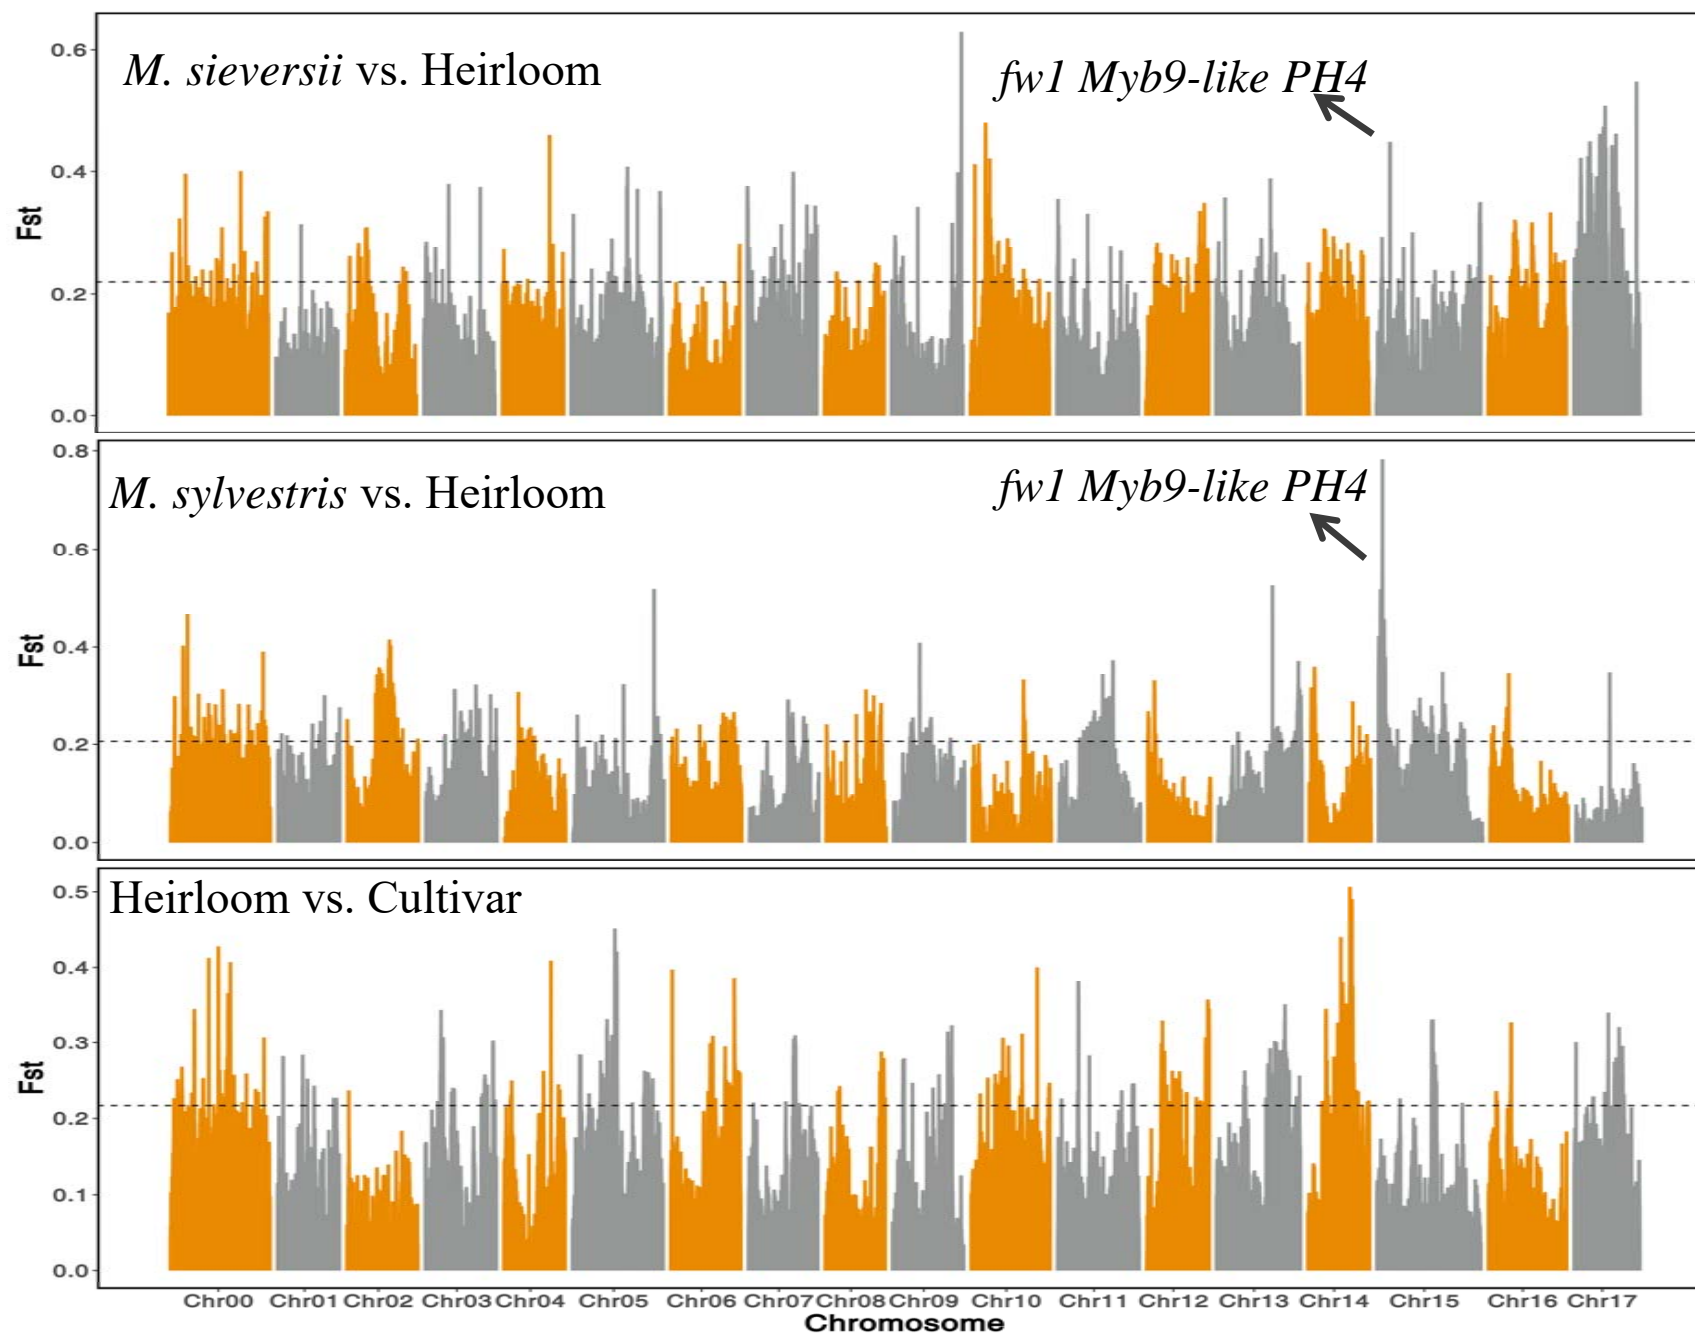 M. sieversii vs. Heirloom
fw1 Myb9-like PH4
Fst
0.6
0.4
0.2
0.0
M. sylvestris vs. Heirloom
fw1 Myb9-like PH4
Fst
0.8
0.6
0.4
0.2
0.0
Heirloom vs. Cultivar
Fst
0.5
0.4
0.3
0.2
0.1
0.0
Chr00 Chr01 Chr02 Chr03 Chr04 Chr05 Chr06 Chr07 Chr08 Chr09 Chr10 Chr11 Chr12 Chr13 Chr14 Chr15 Chr16 Chr17
Chromosome